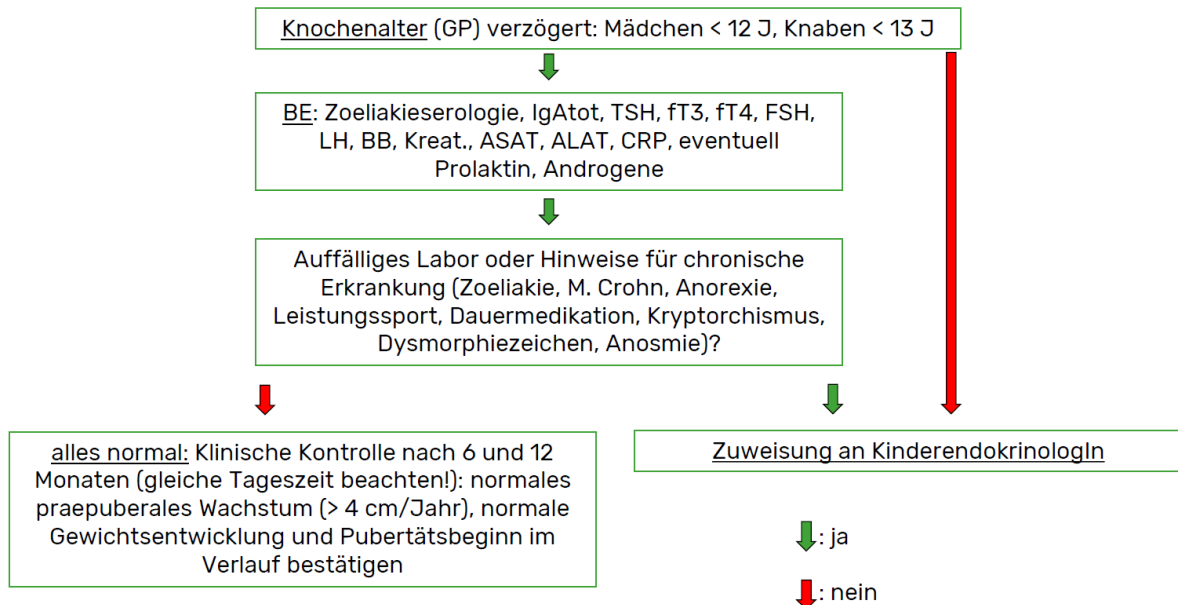 Knochenalter (GP) verzögert: Mädchen < 12 J, Knaben < 13 J
BE: Zoeliakieserologie, IgAtot, TSH, fT3, fT4, FSH,
LH, BB, Kreat., ASAT, ALAT, CRP, eventuell
Prolaktin, Androgene
Auffälliges Labor oder Hinweise für chronische
Erkrankung (Zoeliakie, M. Crohn, Anorexie,
Leistungssport, Dauermedikation, Kryptorchismus,
Dysmorphiezeichen, Anosmie)?
alles normal: Klinische Kontrolle nach 6 und 12
Monaten (gleiche Tageszeit beachten!): normales
praepuberales Wachstum (> 4 cm/Jahr), normale
Gewichtsentwicklung und Pubertätsbeginn im
Verlauf bestätigen
Zuweisung an KinderendokrinologIn
: ja
: nein